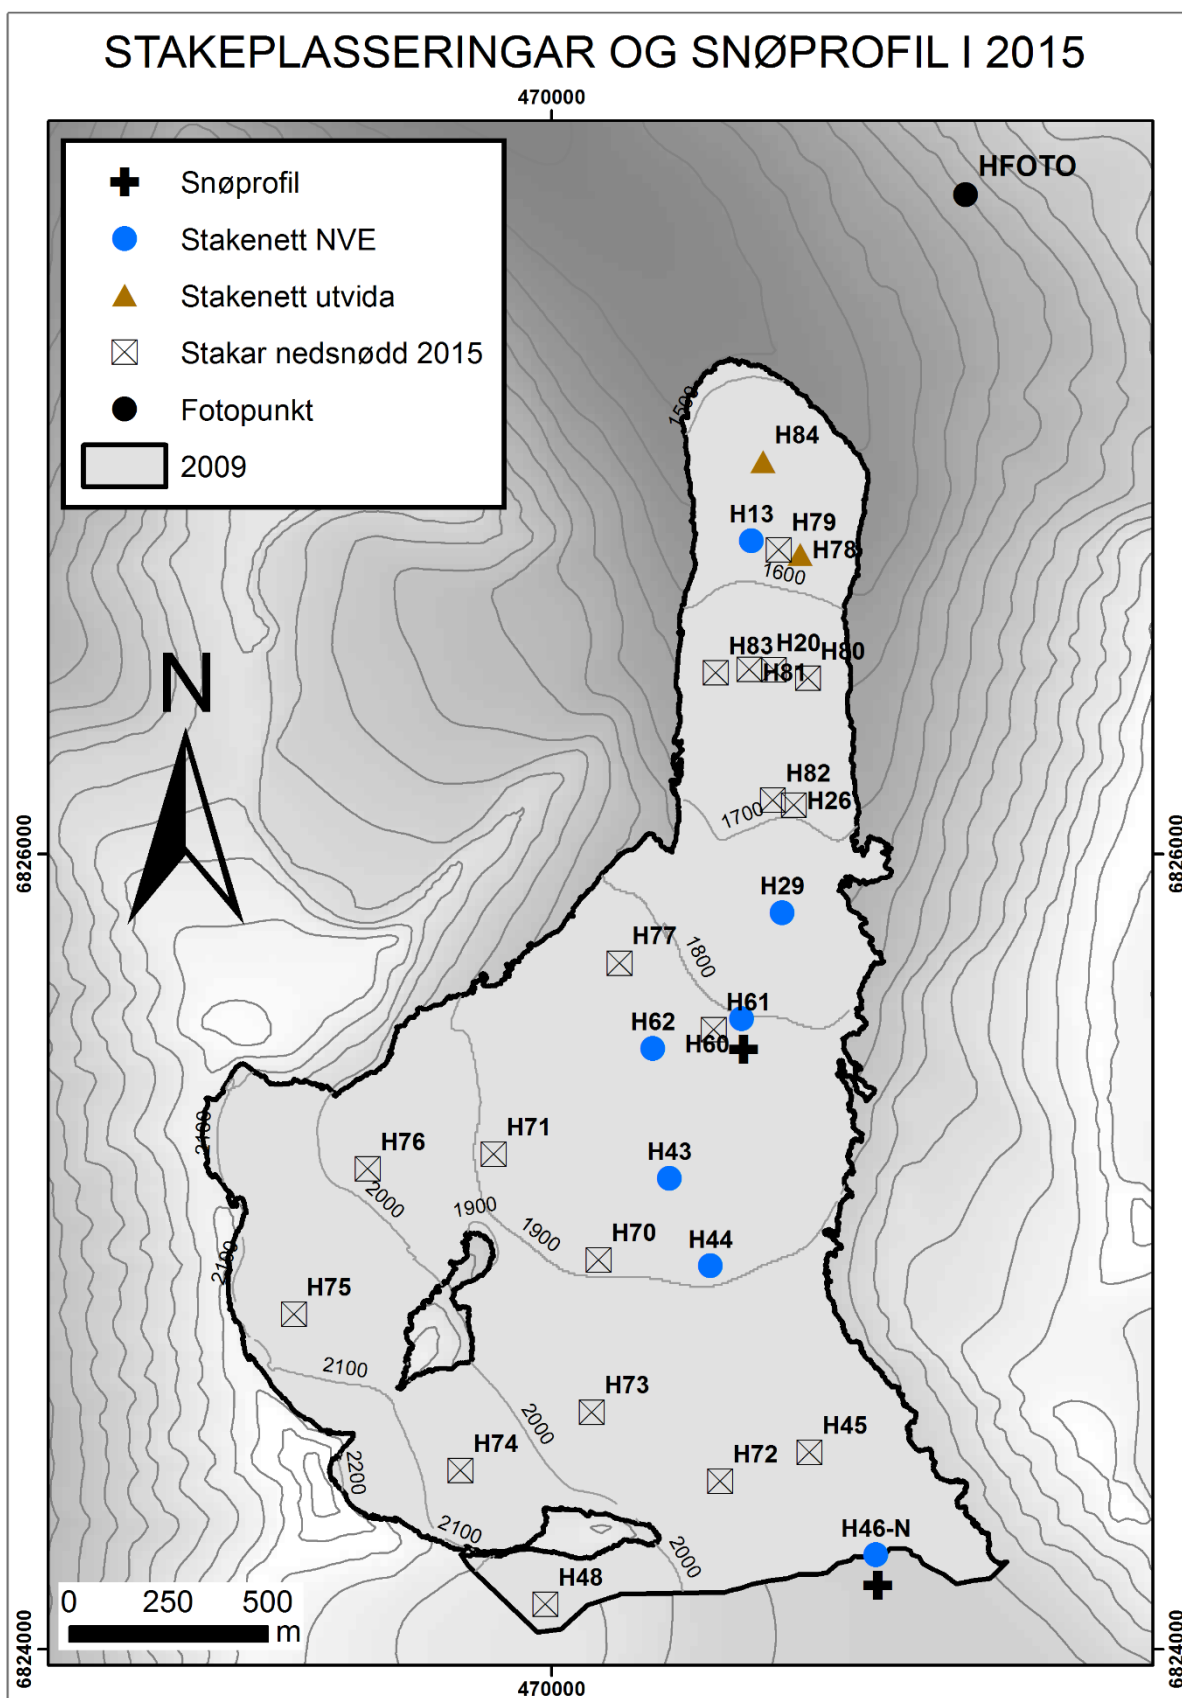 STAKEPLASSERINGAR OG SNØPROFIL I 2015
470000
Snøprofil
Stakenett NVE
Stakenett utvida
Stakar nedsnødd 2015
Fotopunkt
2009
HFOTO
1500
H84
H13
H79
H78
1600
H83
H20
H80
H81
N
H82
H26
1700
6826000
6826000
H29
H77
1800
H61
H62
H60
2100
H76
H71
H43
2000
1900
1900
H70
H44
2100
H75
2100
H73
2000
H74
H72
H45
2200
2100
2000
H46-N
H48
0 250 500
m
6824000
6824000
470000